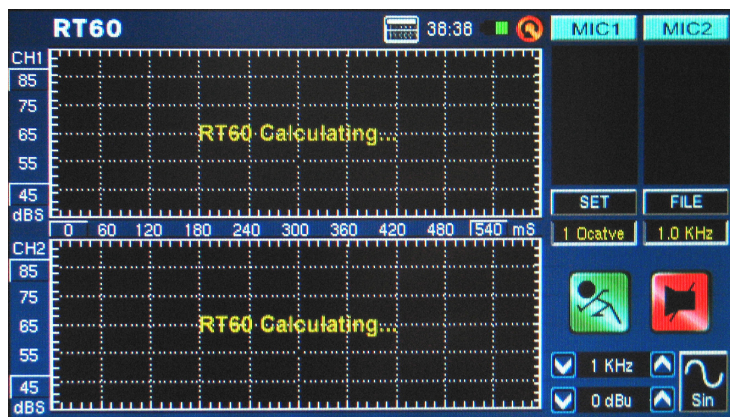 RT60 38:38 MIC1 MIC2
CH1
85
75
65 RT60 Calculating...
55
45
dBS
SET FILE
0 60 120 180 240 300 360 420 480 540 mS
1 Ocatve 1.0 KHz
CH2
85
75
65 RT60 Calculating...
55
45
dBS
1 KHz
0 dBu Sin